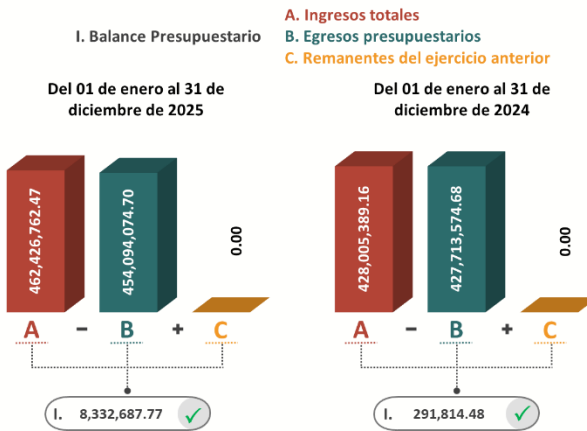 A. Ingresos totales
I. Balance Presupuestario
B. Egresos presupuestarios
C. Remanentes del ejercicio anterior
Del 01 de enero al 31 de
diciembre de 2025
462,426,762.47
454,094,074.70
0.00
A - B + C
I. 8,332,687.77
Del 01 de enero al 31 de
diciembre de 2024
428,005,389.16
427,713,574.68
0.00
A - B + C
I. 291,814.48